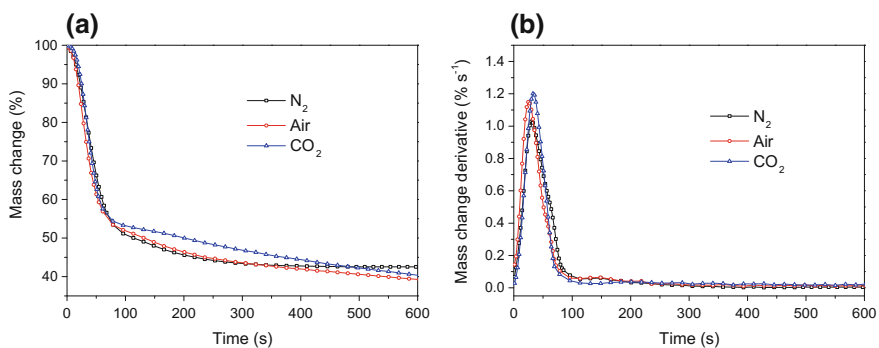 (a)
100
90
80
70
60
50
40
Mass change (%)
N₂
Air
CO₂
0 100 200 300 400 500 600
Time (s)
(b)
1.4
1.2
1.0
0.8
0.6
0.4
0.2
0.0
Mass change derivative (% s⁻¹)
N₂
Air
CO₂
0 100 200 300 400 500 600
Time (s)